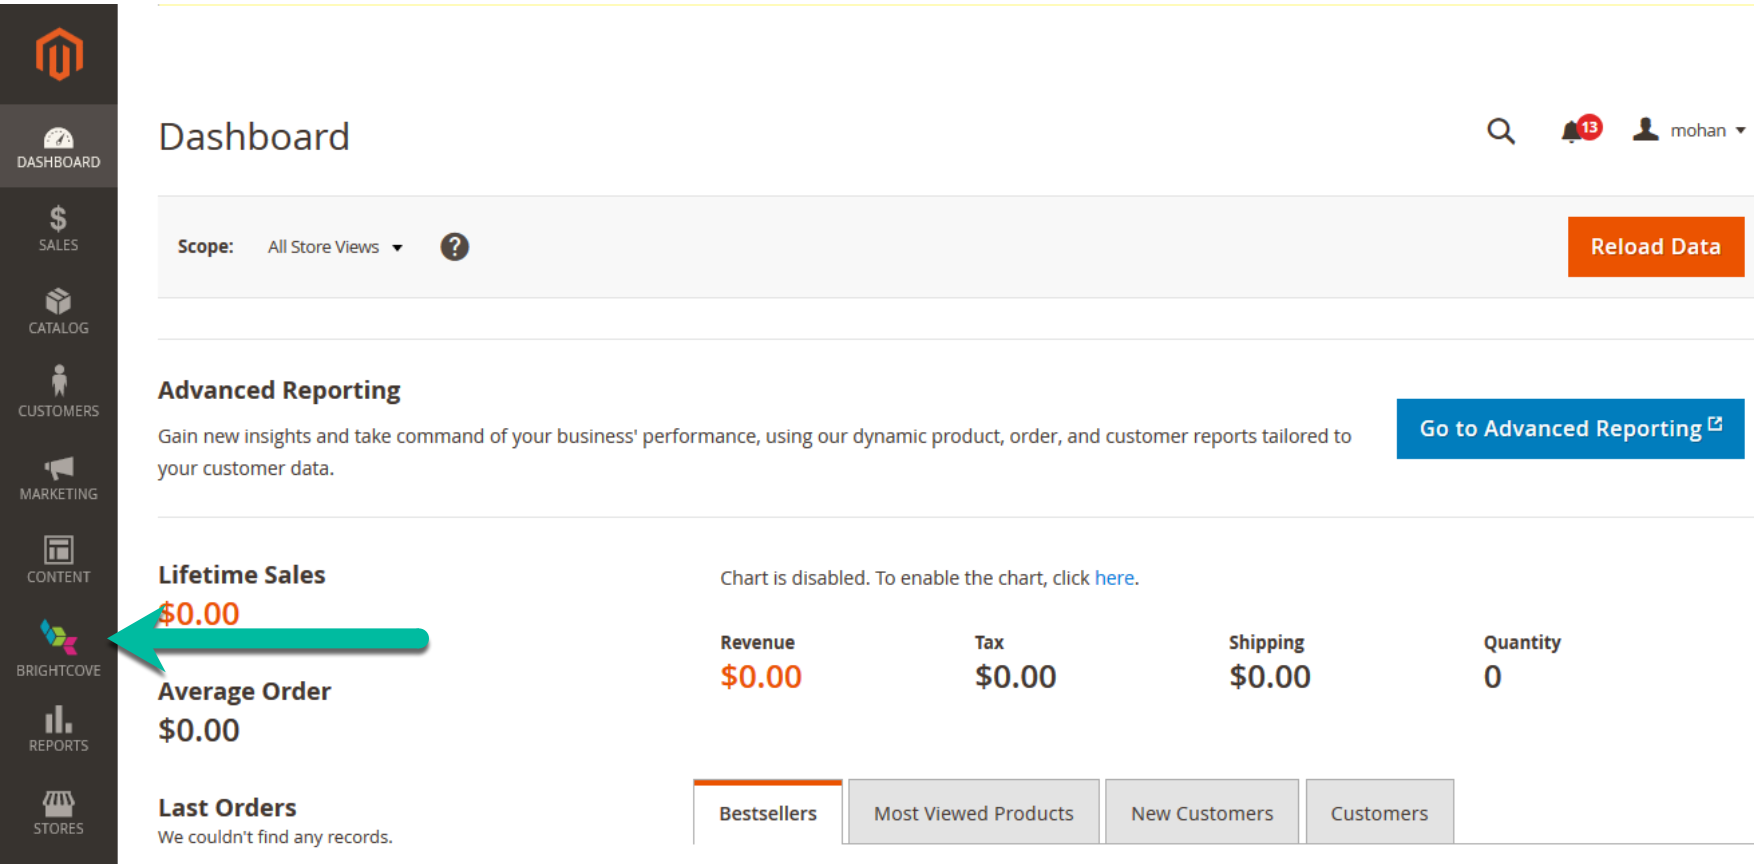 DASHBOARD
SALES
CATALOG
CUSTOMERS
MARKETING
CONTENT
BRIGHTCOVE
REPORTS
STORES
Dashboard
13
mohan
Scope: All Store Views ?
Reload Data
Advanced Reporting
Gain new insights and take command of your business' performance, using our dynamic product, order, and customer reports tailored to
your customer data.
Go to Advanced Reporting
Lifetime Sales
$0.00
Average Order
$0.00
Last Orders
We couldn't find any records.
Chart is disabled. To enable the chart, click here.
Revenue Tax Shipping Quantity
$0.00 $0.00 $0.00 0
Bestsellers Most Viewed Products New Customers Customers